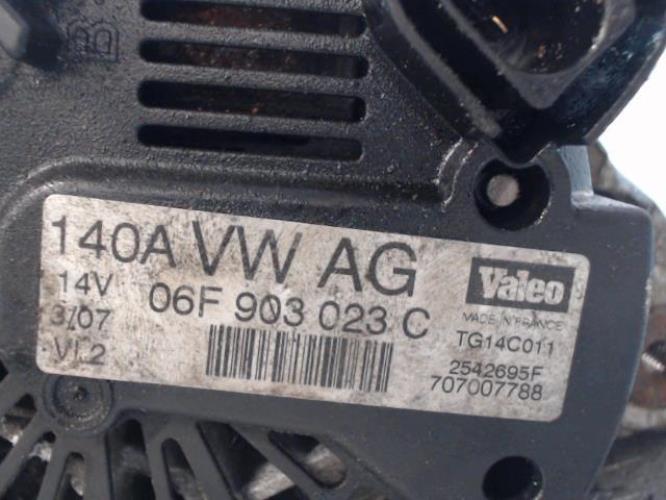 140A VW AG
14V 06F 903 023 C
3/07
VI.2
Valeo
MADE IN FRANCE
TG14C011
2542695F
707007788
B